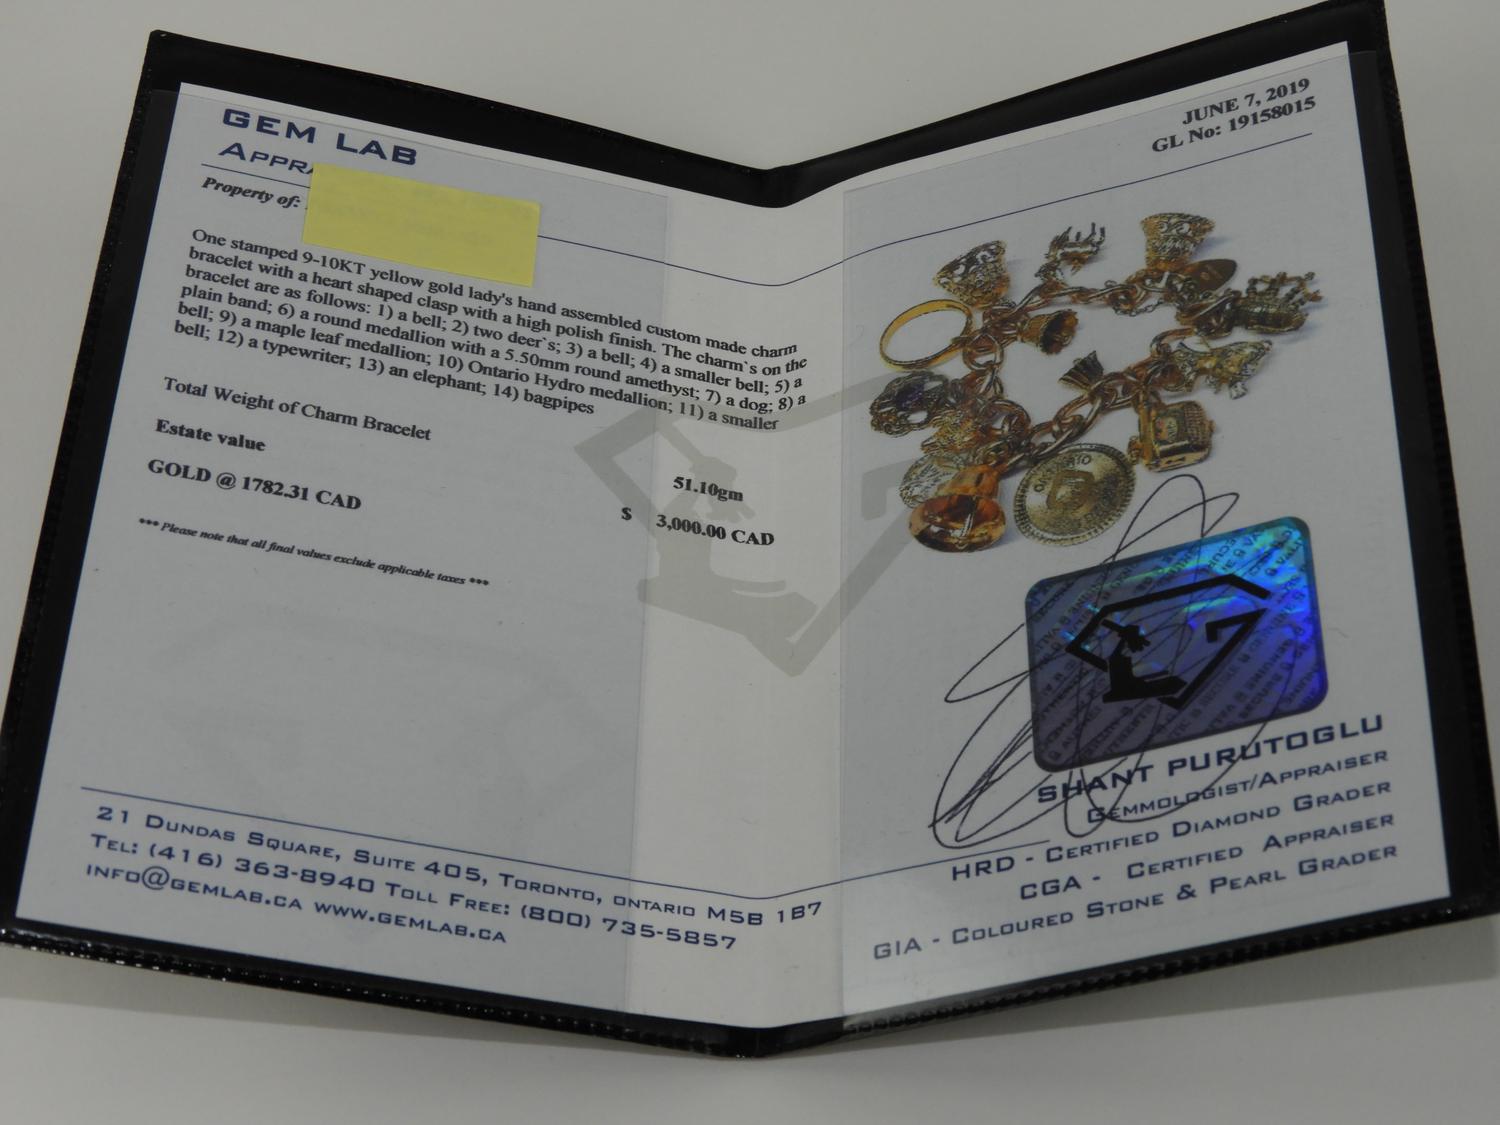 GEM LAB
Property of:
One stamped 9-10KT yellow gold lady's hand assembled custom made charm
bracelet with a heart shaped clasp with a high polish finish. The charm`s on the
bracelet are as follows: 1) a bell; 2) two deer`s; 3) a bell; 4) a smaller bell; 5) a
plain band; 6) a round medallion with a 5.50mm round amethyst; 7) a dog; 8) a
bell; 9) a maple leaf medallion; 10) Ontario Hydro medallion; 11) a smaller
bell; 12) a typewriter; 13) an elephant; 14) bagpipes
Total Weight of Charm Bracelet 51.10gm
Estate value $ 3,000.00 CAD
GOLD @ 1782.31 CAD
*** Please note that all final values exclude applicable taxes ***
21 DUNDAS SQUARE, SUITE 405, TORONTO, ONTARIO M5B 1B7
TEL: (416) 363-8940 TOLL FREE: (800) 735-5857
INFO@GEMLAB.CA WWW.GEMLAB.CA
JUNE 7, 2019
GL No: 19158015
ONTARIO
SHANT PURUTOGLU
GEMMOLOGIST/APPRAISER
HRD - CERTIFIED DIAMOND GRADER
CGA - CERTIFIED APPRAISER
GIA - COLOURED STONE & PEARL GRADER